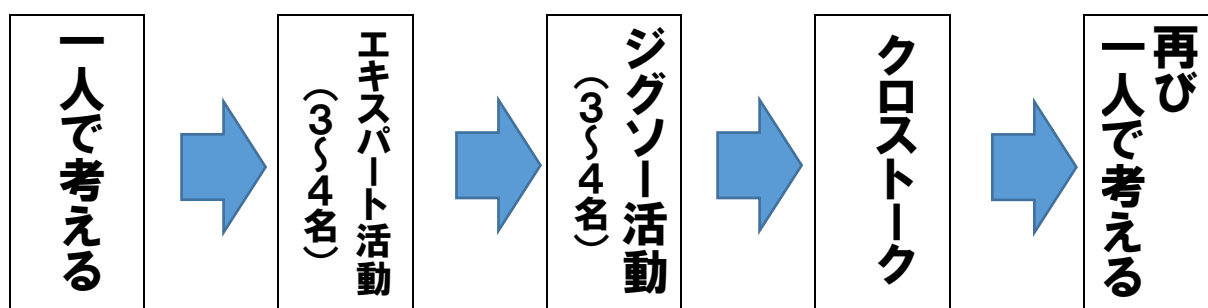 一人で考える
エキスパート活動
（３～４名）
ジグソー活動
（３～４名）
クロストーク
再び
一人で考える